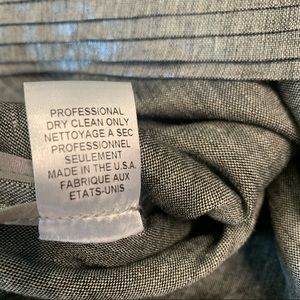 PROFESSIONAL
DRY CLEAN ONLY
NETTOYAGE A SEC
PROFESSIONNEL
SEULEMENT
MADE IN THE U.S.A.
FABRIQUE AUX
ETATS-UNIS